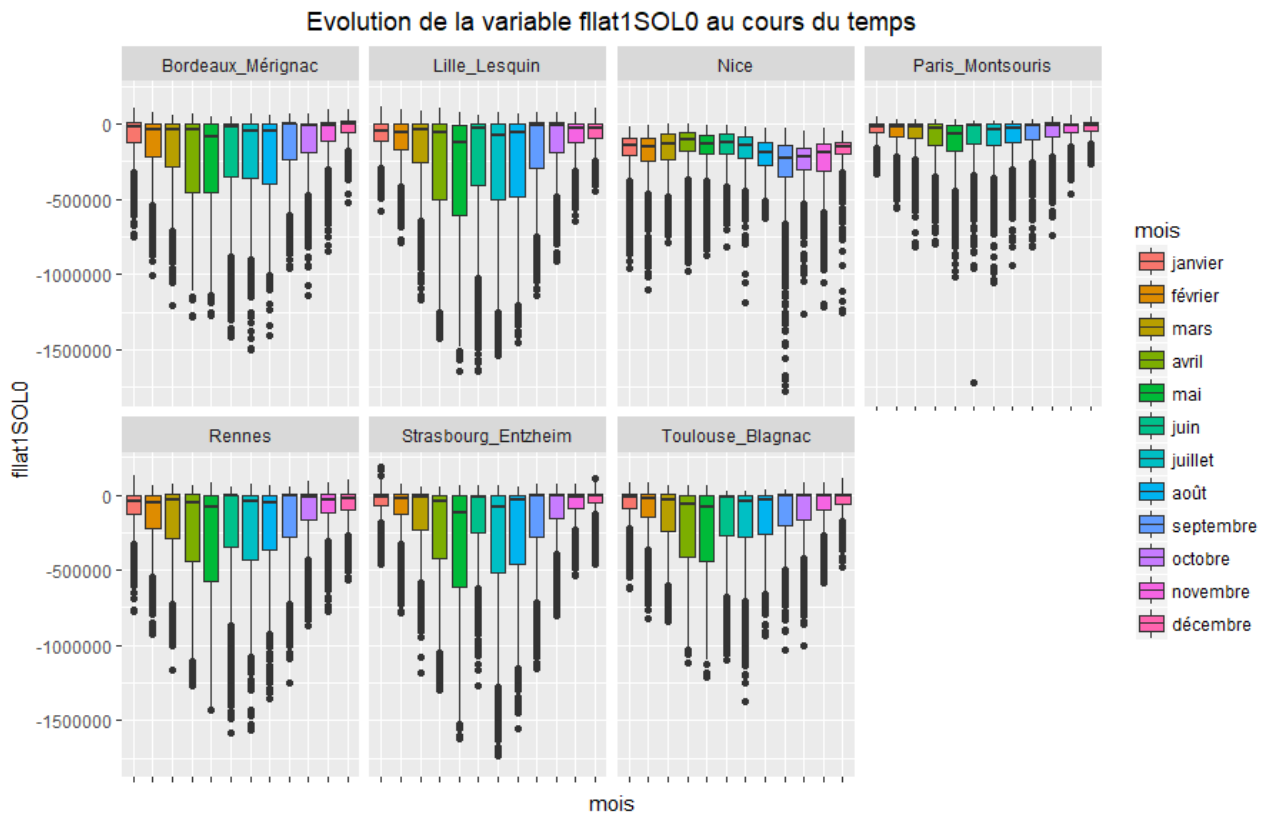 Evolution de la variable fllat1SOL0 au cours du temps
Bordeaux_Mérignac
Lille_Lesquin
Nice
Paris_Montsouris
0
-500000
-1000000
-1500000
Rennes
Strasbourg_Entzheim
Toulouse_Blagnac
0
-500000
-1000000
-1500000
fllat1SOL0
mois
mois
janvier
février
mars
avril
mai
juin
juillet
août
septembre
octobre
novembre
décembre